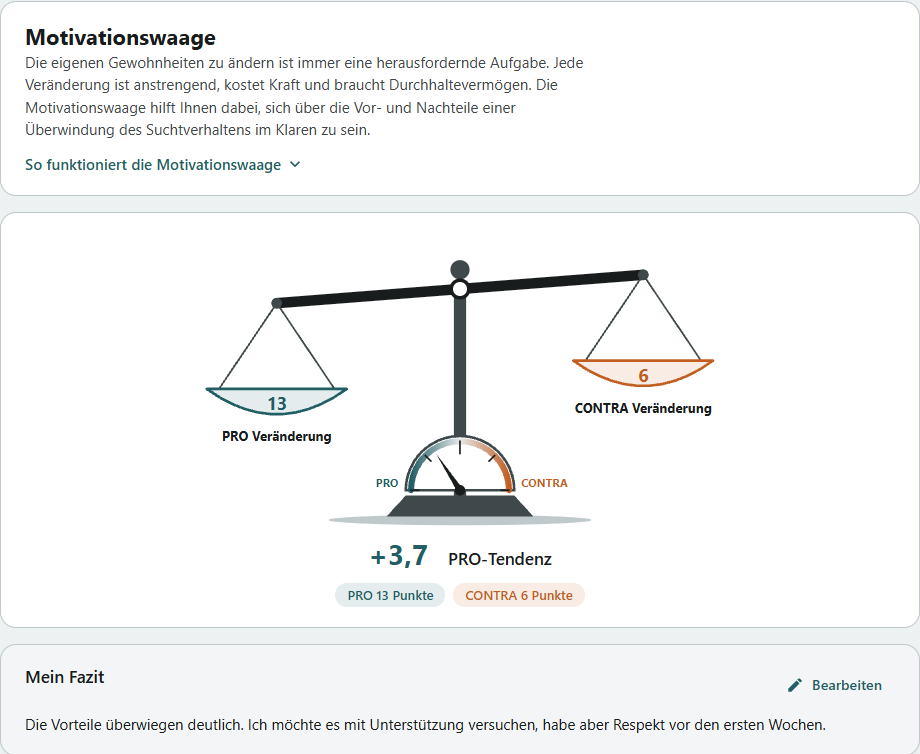 Motivationswaage
Die eigenen Gewohnheiten zu ändern ist immer eine herausfordernde Aufgabe. Jede
Veränderung ist anstrengend, kostet Kraft und braucht Durchhaltevermögen. Die
Motivationswaage hilft Ihnen dabei, sich über die Vor- und Nachteile einer
Überwindung des Suchtverhaltens im Klaren zu sein.
So funktioniert die Motivationswaage
13
PRO Veränderung
6
CONTRA Veränderung
PRO
CONTRA
+3,7 PRO-Tendenz
PRO 13 Punkte CONTRA 6 Punkte
Mein Fazit
Bearbeiten
Die Vorteile überwiegen deutlich. Ich möchte es mit Unterstützung versuchen, habe aber Respekt vor den ersten Wochen.